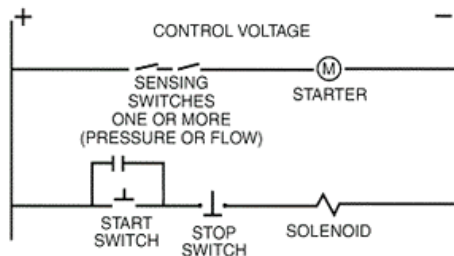 +
CONTROL VOLTAGE
−
M
SENSING
SWITCHES
ONE OR MORE
(PRESSURE OR FLOW)
STARTER
START
SWITCH
STOP
SWITCH
SOLENOID